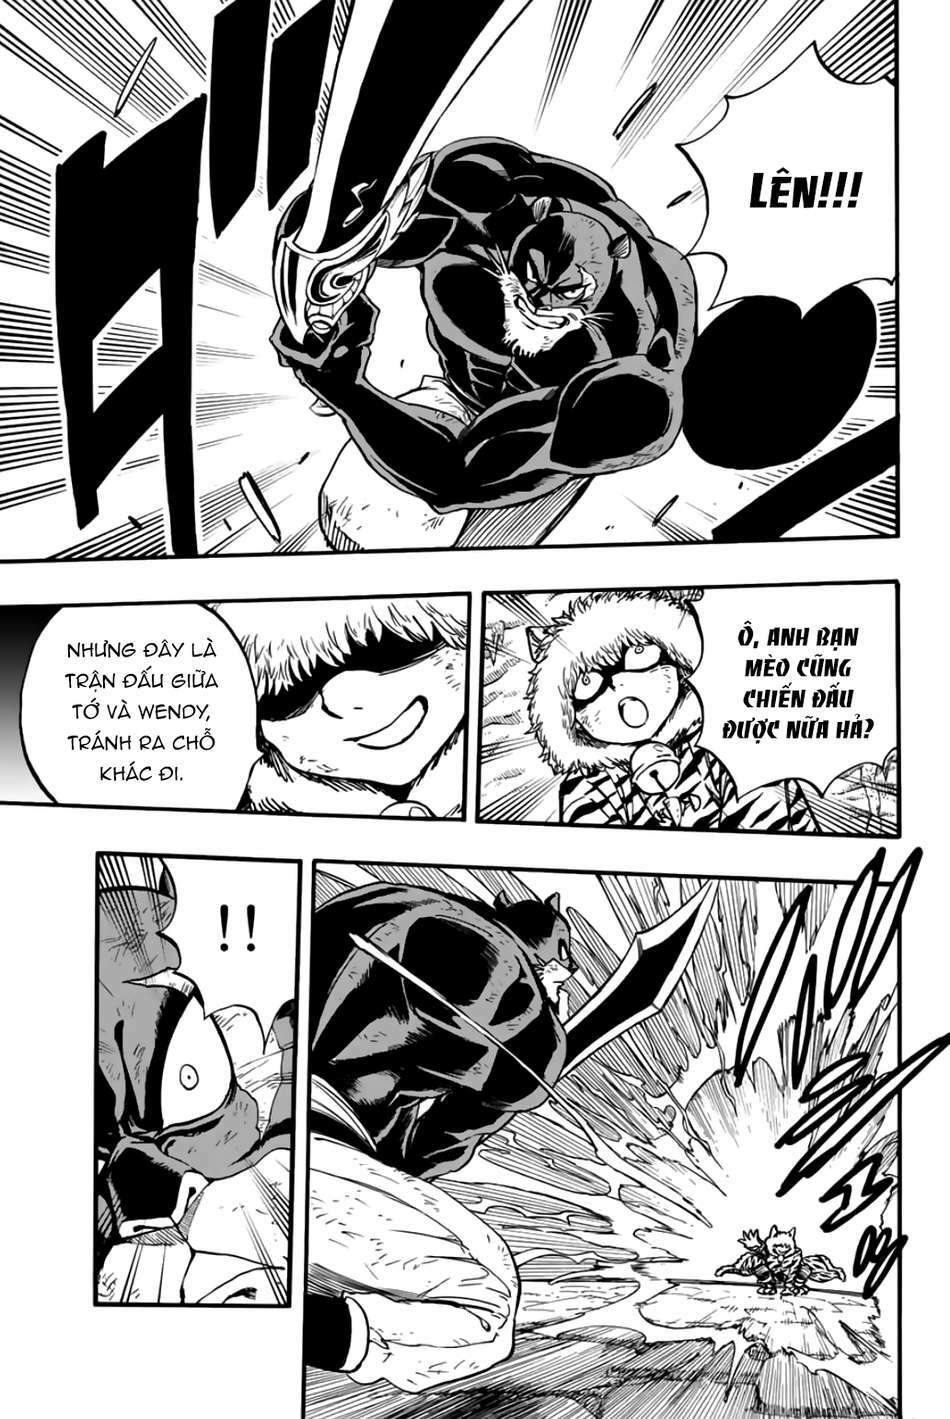 LÊN!!!
Ồ, ANH BẠN
MÈO CŨNG
CHIẾN ĐẤU
ĐƯỢC NỮA HẢ?
NHƯNG ĐÂY LÀ
TRẬN ĐẤU GIỮA
TỚ VÀ WENDY,
TRÁNH RA CHỖ
KHÁC ĐI.
!!